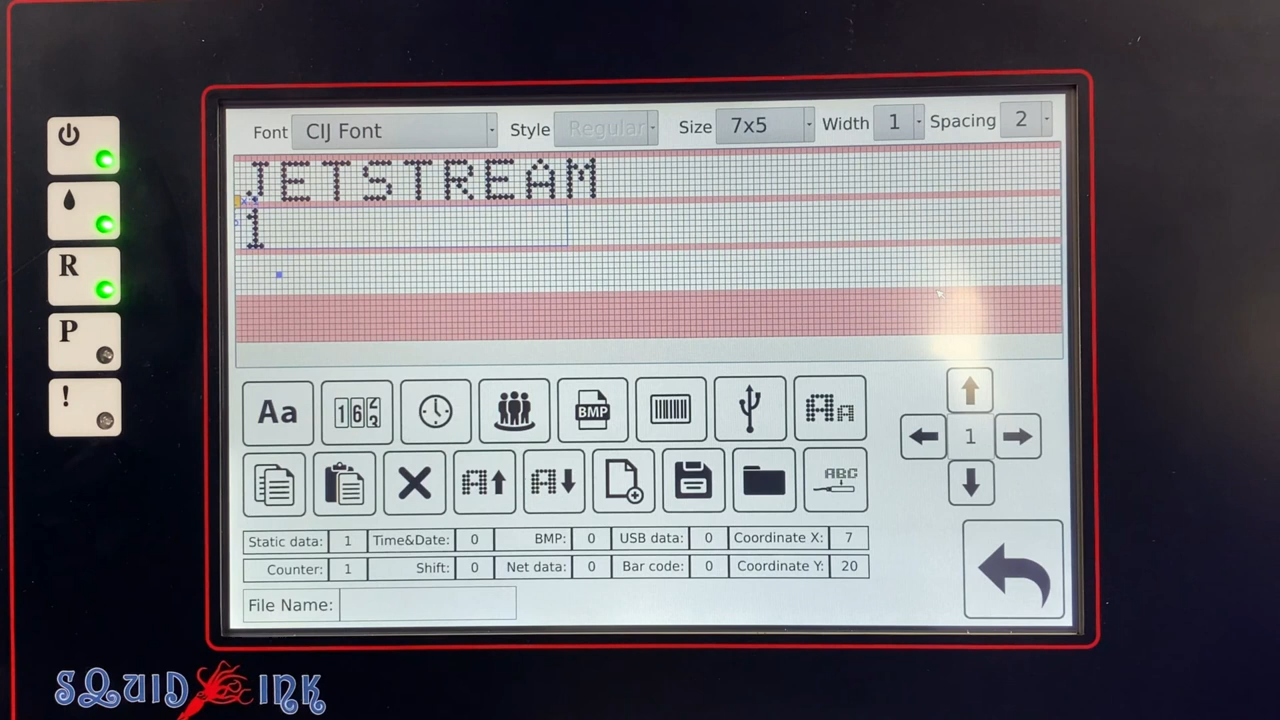 Font CIJ Font Style Regular Size 7x5 Width 1 Spacing 2
JETSTREAM
1
R
P
!
Aa 163 BMP Aa
A A ABC
1
Static data: 1 Time&Date: 0 BMP: 0 USB data: 0 Coordinate X: 7
Counter: 1 Shift: 0 Net data: 0 Bar code: 0 Coordinate Y: 20
File Name:
SQUID INK